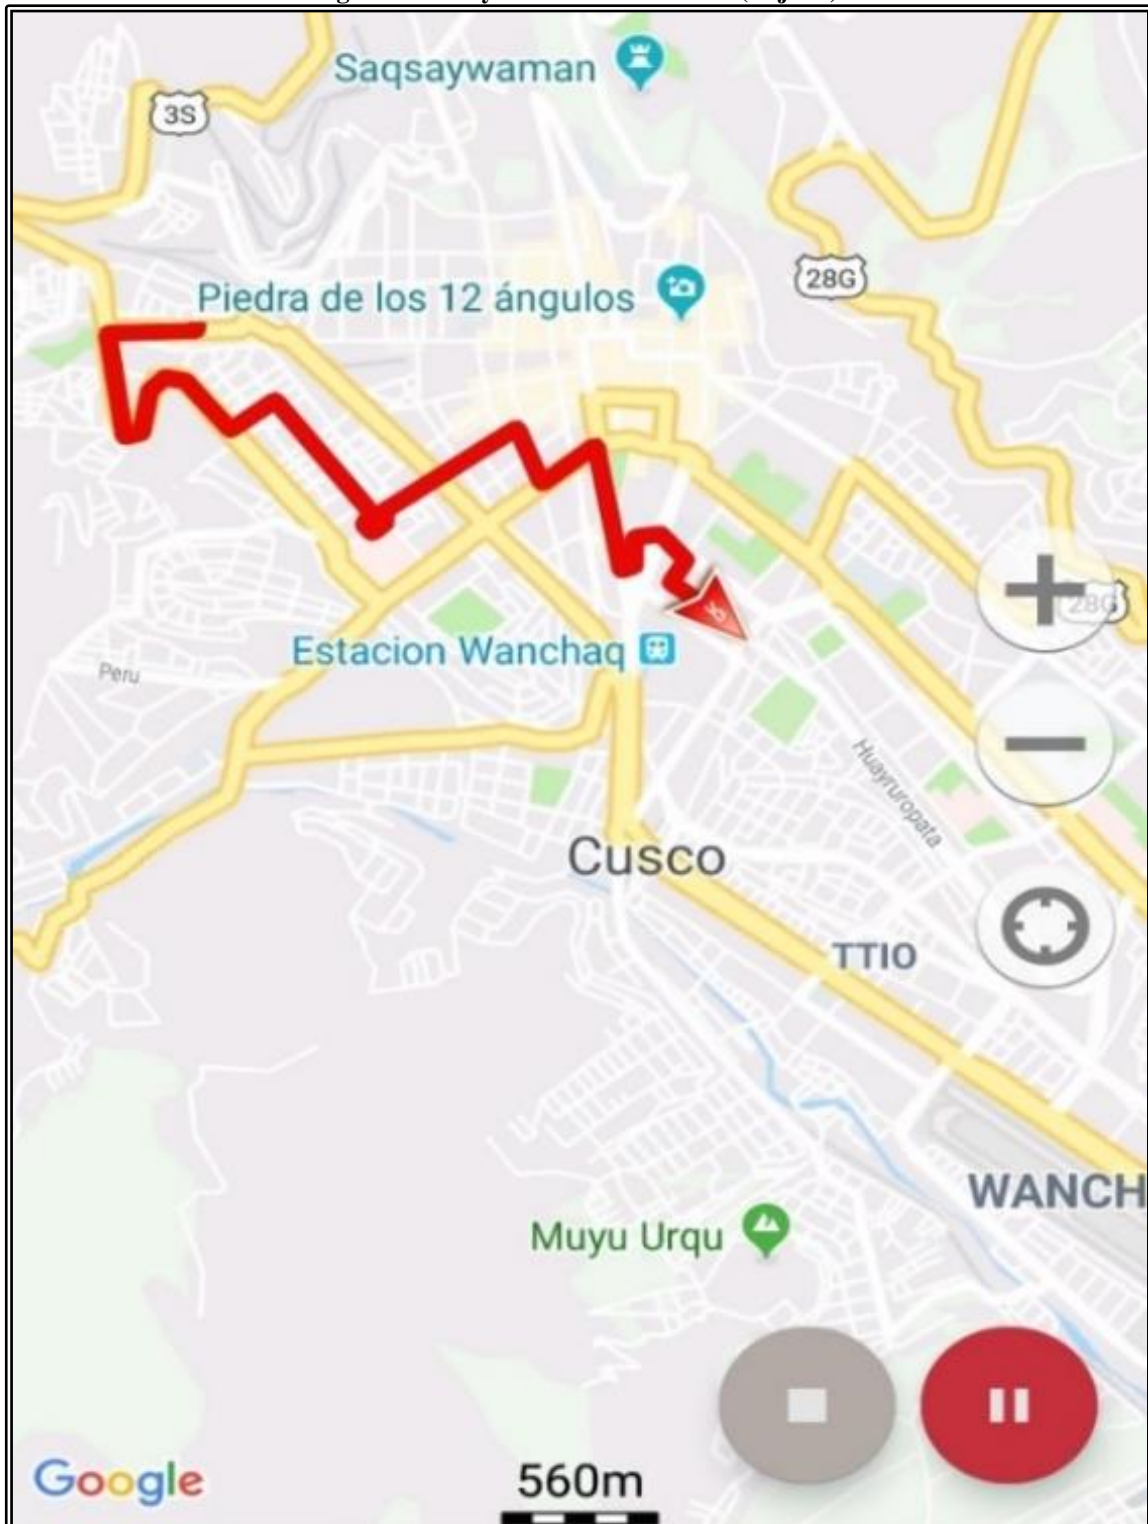 Saqsaywaman
3S
28G
Piedra de los 12 ángulos
28G
Estacion Wanchaq
Peru
Huayruropata
Cusco
TTIO
WANCH
Muyu Urqu
Google
560m